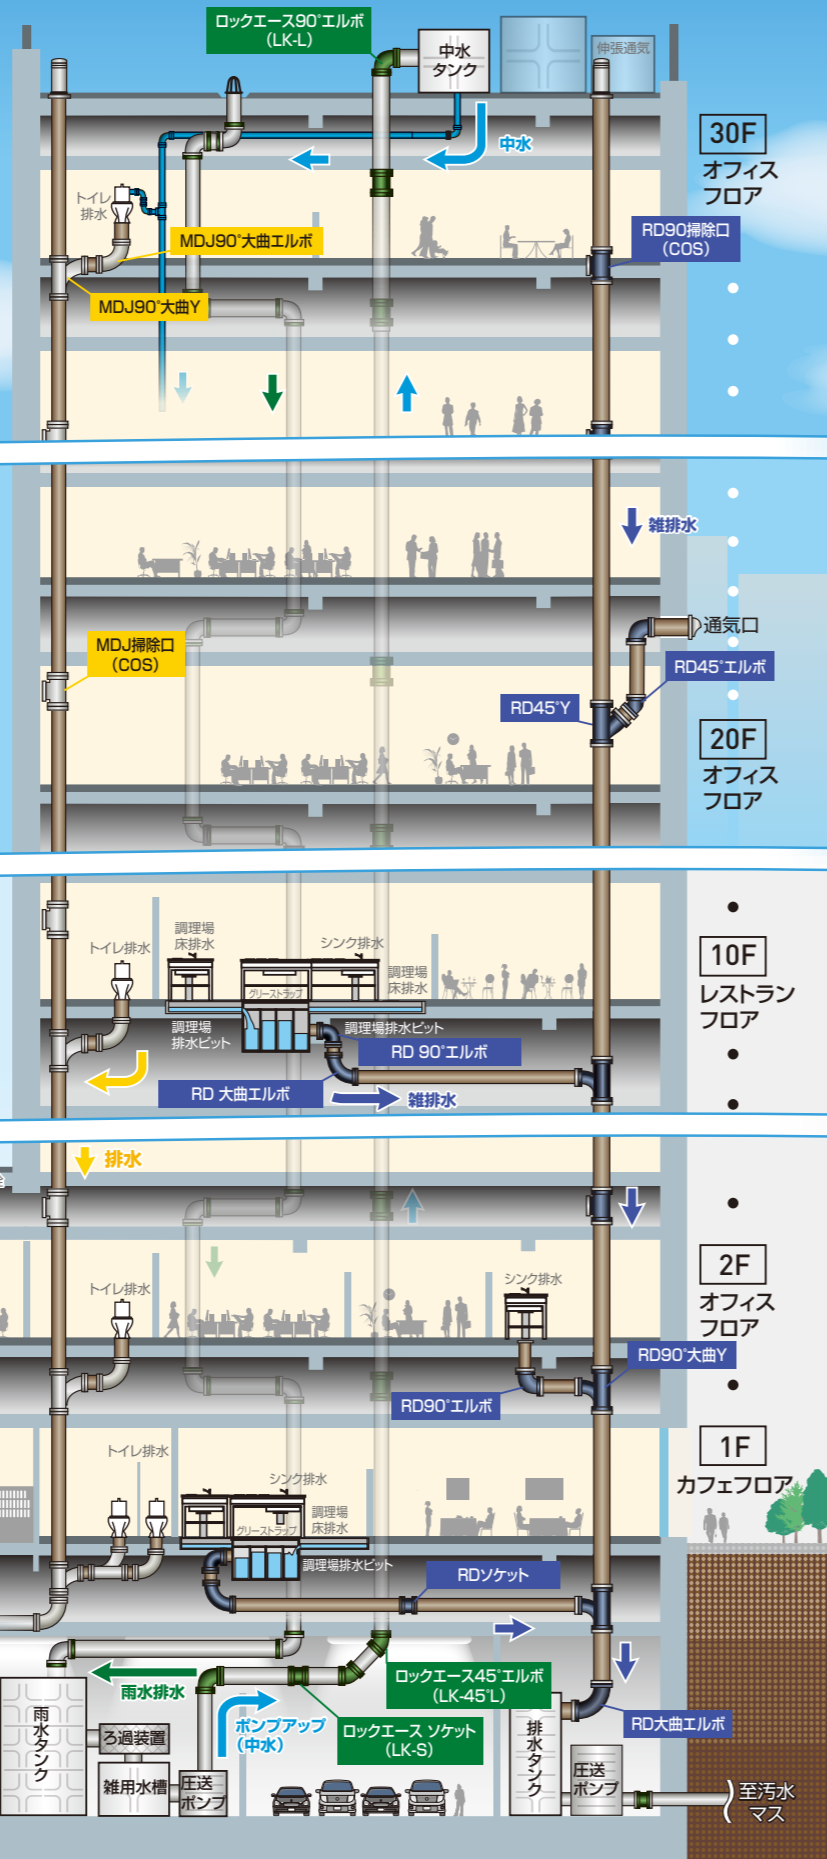 ロックエース90°エルボ
(LK-L)
中水
タンク
伸張通気
中水
30F
オフィス
フロア
トイレ
排水
MDJ90°大曲エルボ
RD90掃除口
(COS)
MDJ90°大曲Y
雑排水
通気口
MDJ掃除口
(COS)
RD45°エルボ
RD45°Y
20F
オフィス
フロア
トイレ排水
調理場
床排水
シンク排水
調理場
床排水
グリーストラップ
調理場
排水ピット
調理場排水ピット
RD 90°エルボ
RD 大曲エルボ
雑排水
10F
レストラン
フロア
排水
トイレ排水
シンク排水
2F
オフィス
フロア
RD90°大曲Y
RD90°エルボ
1F
カフェフロア
トイレ排水
シンク排水
調理場
床排水
グリーストラップ
調理場排水ピット
RDソケット
雨水排水
ロックエース45°エルボ
(LK-45°L)
ポンプアップ
(中水)
ロックエース ソケット
(LK-S)
RD大曲エルボ
雨水タンク
ろ過装置
雑用水槽
圧送
ポンプ
排水タンク
圧送
ポンプ
至汚水
マス